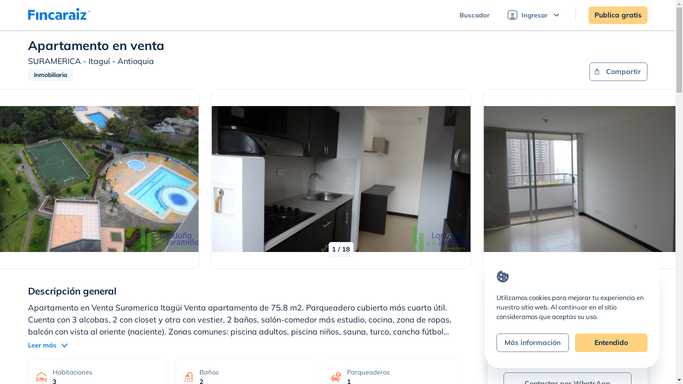 Fincaraiz
Buscador
Ingresar
Publica gratis
Apartamento en venta
SURAMERICA - Itaguí - Antioquia
Inmobiliaria
Compartir
1 / 18
Descripción general
Apartamento en Venta Suramerica Itagüi Venta apartamento de 75.8 m2. Parqueadero cubierto más cuarto útil.
Cuenta con 3 alcobas, 2 con closet y otra con vestier, 2 baños, salón-comedor más estudio, cocina, zona de ropas,
balcón con vista al oriente (naciente). Zonas comunes: piscina adultos, piscina niños, sauna, turco, cancha fútbol...
Leer más
Habitaciones
3
Baños
2
Parqueaderos
1
Utilizamos cookies para mejorar tu experiencia en
nuestro sitio web. Al continuar en el sitio
consideramos que aceptas su uso.
Más información
Entendido
Contactar por WhatsApp